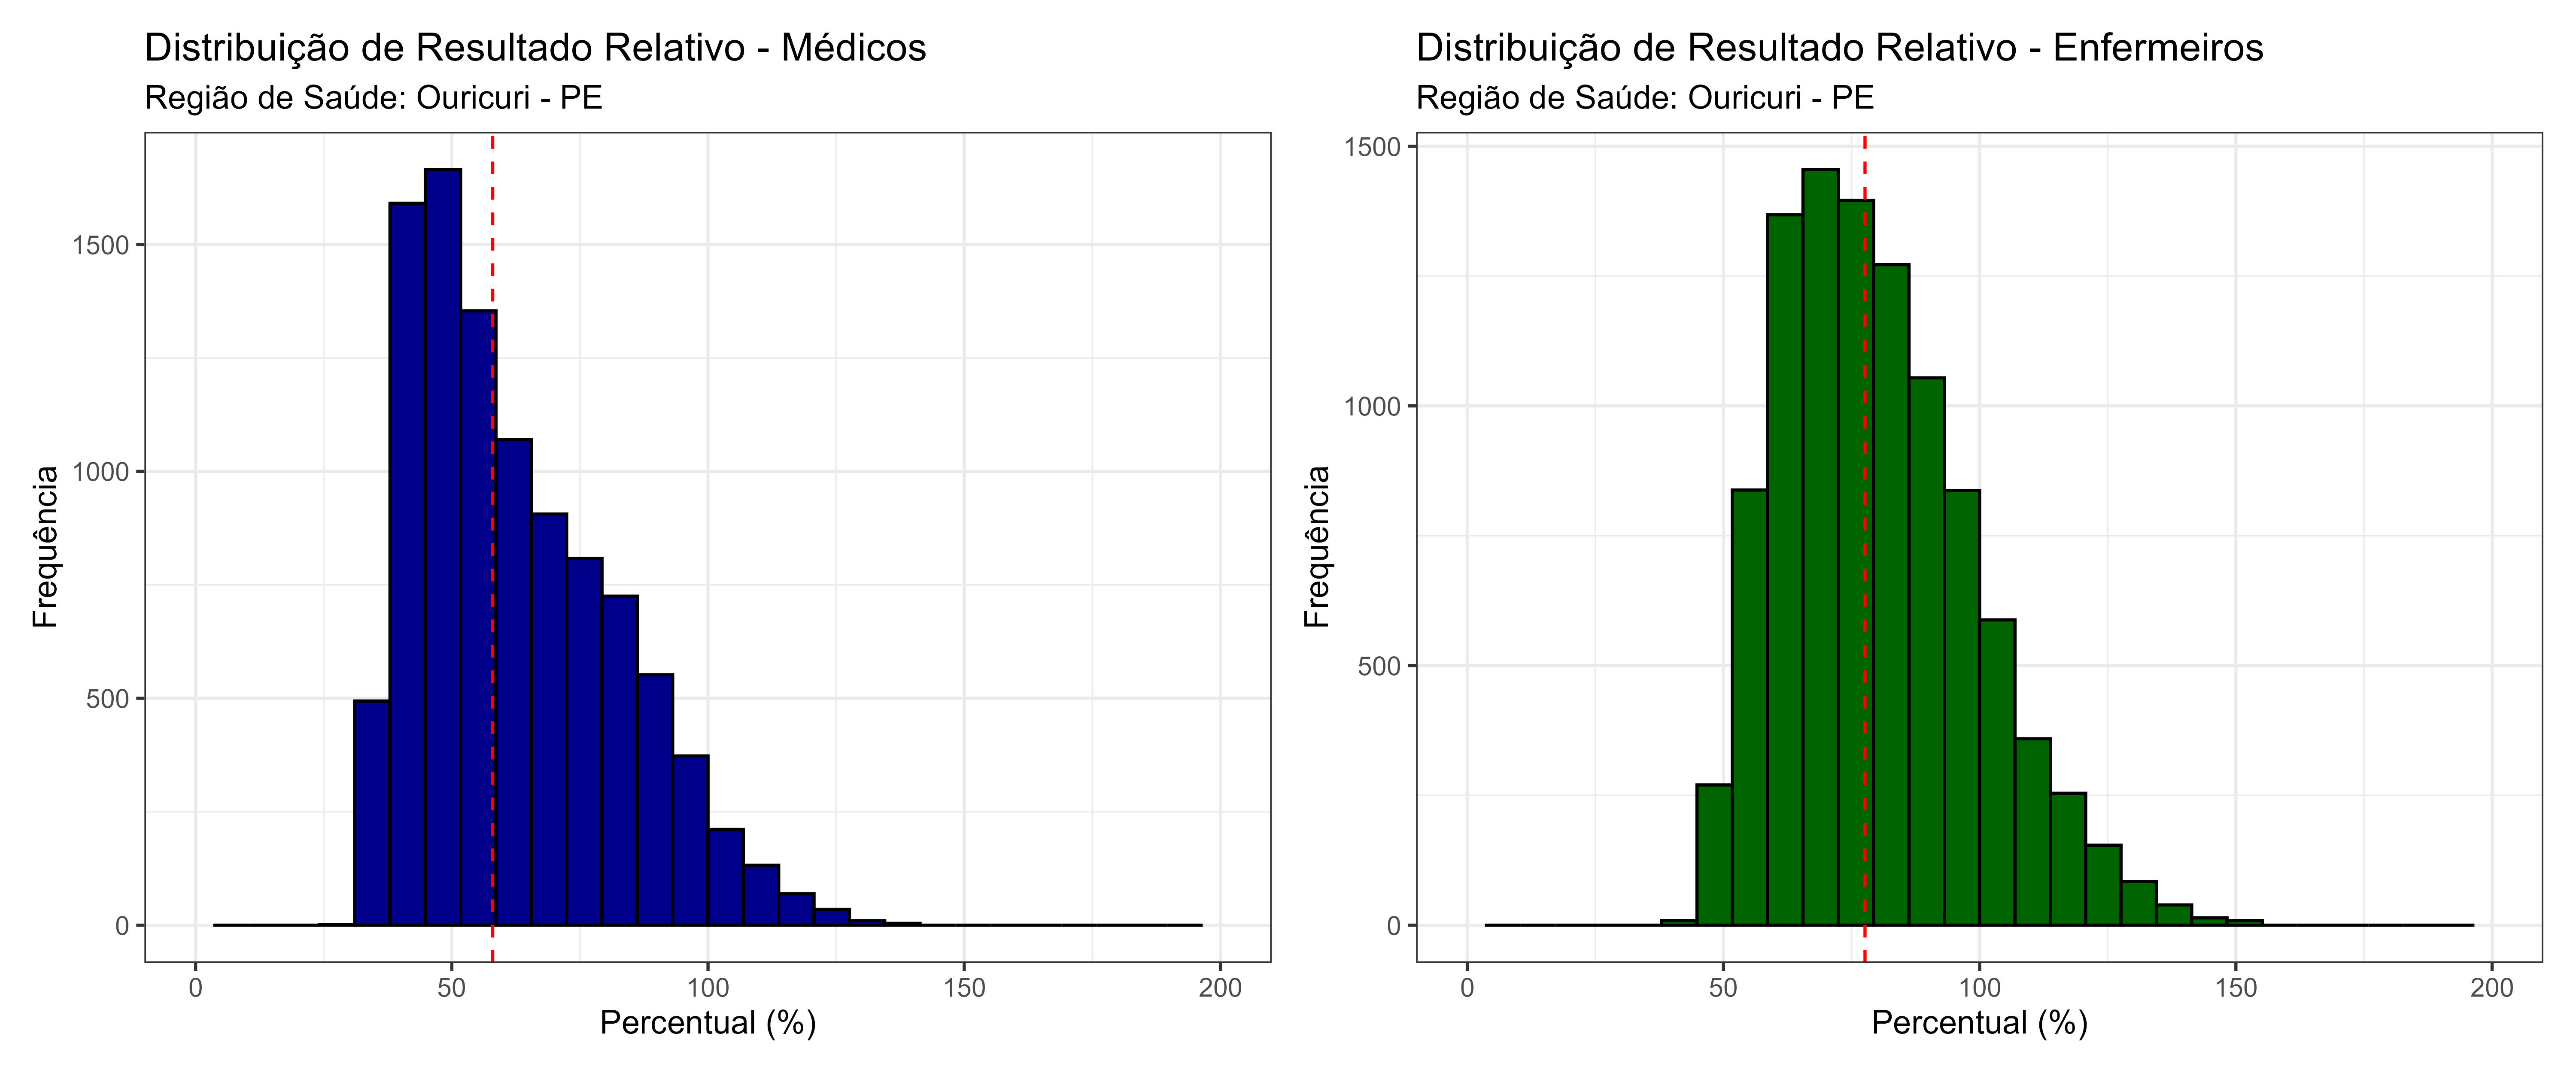 Distribuição de Resultado Relativo - Médicos
Região de Saúde: Ouricuri - PE
Frequência
1500
1000
500
0
0
50
100
150
200
Percentual (%)
Distribuição de Resultado Relativo - Enfermeiros
Região de Saúde: Ouricuri - PE
Frequência
1500
1000
500
0
0
50
100
150
200
Percentual (%)